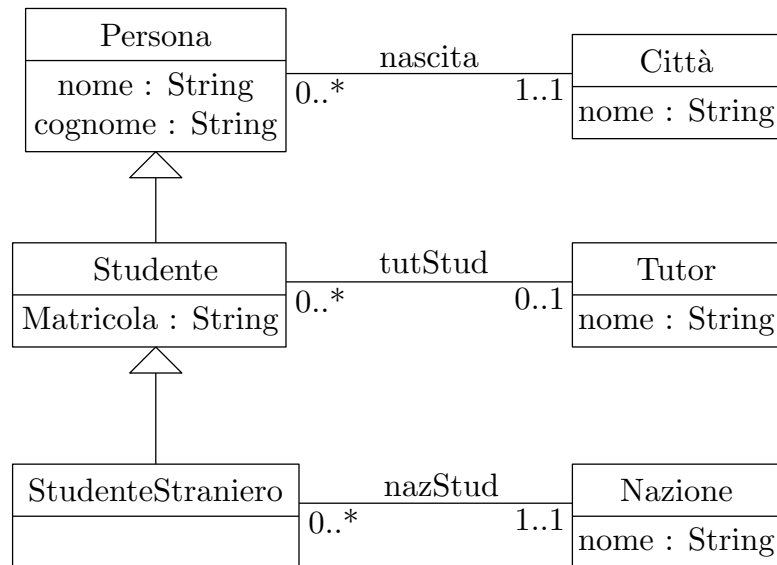 Persona
nome : String
cognome : String
nascita
0..*
1..1
Città
nome : String
Studente
Matricola : String
tutStud
0..*
0..1
Tutor
nome : String
StudenteStraniero
nazStud
0..*
1..1
Nazione
nome : String